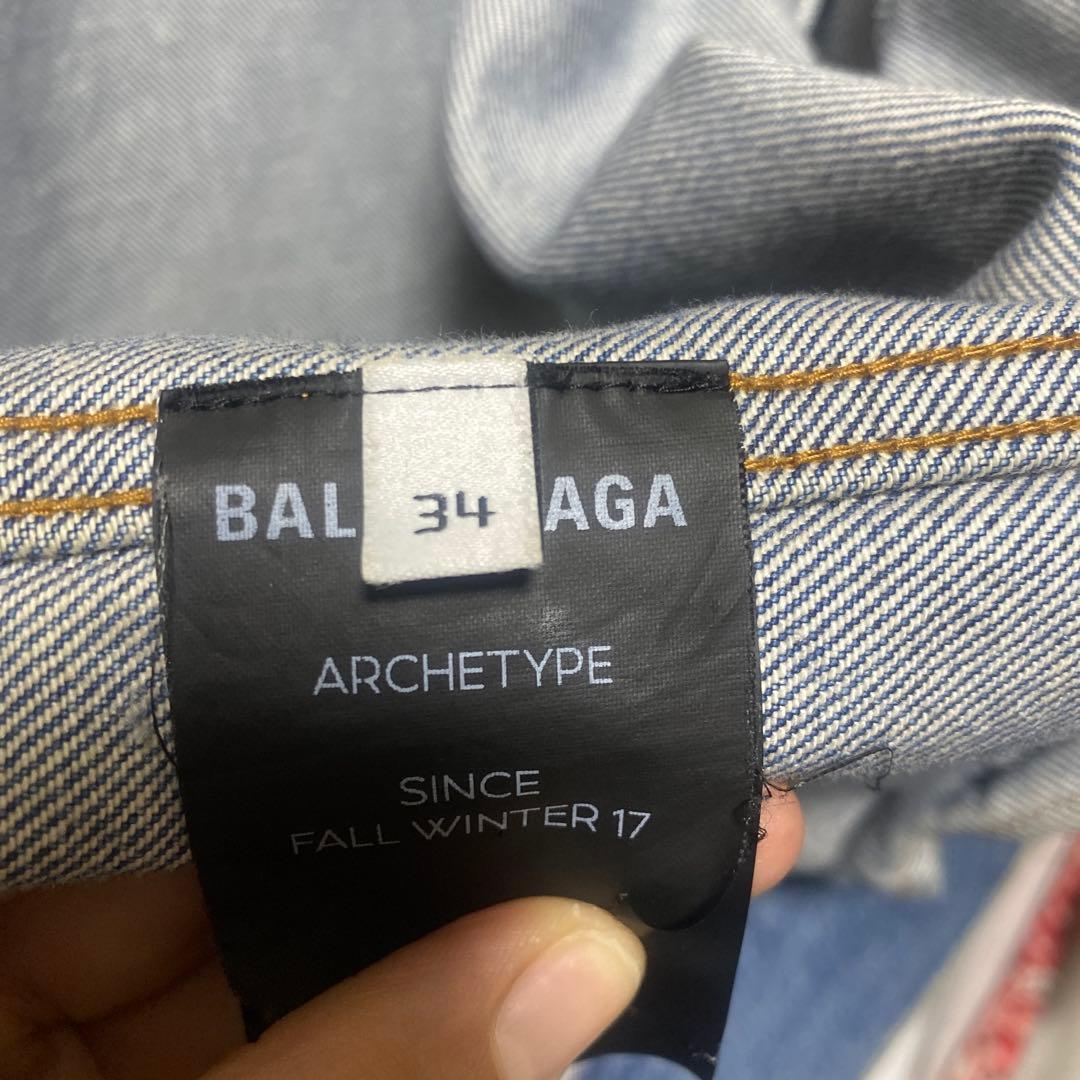 BAL 34 AGA
ARCHETYPE
SINCE
FALL WINTER 17